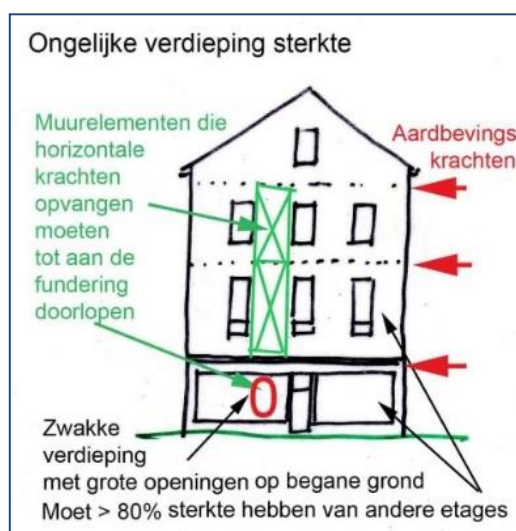 Ongelijke verdieping sterkte
Muurelementen die
horizontale
krachten
opvangen
moeten
tot aan de
fundering
doorlopen
Aardbevings
krachten
Zwakke
verdieping
met grote openingen op begane grond
Moet > 80% sterkte hebben van andere etages